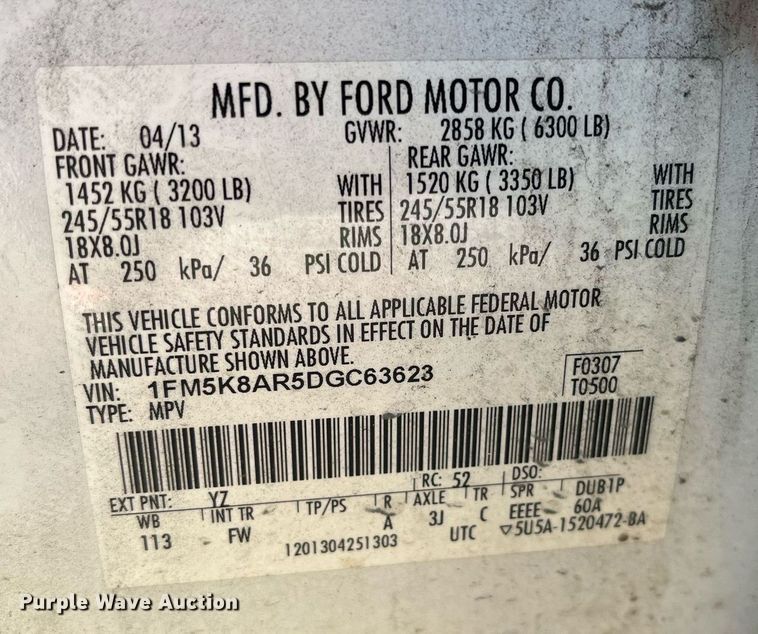 MFD. BY FORD MOTOR CO.
DATE: 04/13 GVWR: 2858 KG ( 6300 LB)
FRONT GAWR: REAR GAWR:
1452 KG ( 3200 LB) WITH 1520 KG ( 3350 LB) WITH
245/55R18 103V TIRES 245/55R18 103V TIRES
18X8.0J RIMS 18X8.0J RIMS
AT 250 kPa/ 36 PSI COLD AT 250 kPa/ 36 PSI COLD
THIS VEHICLE CONFORMS TO ALL APPLICABLE FEDERAL MOTOR
VEHICLE SAFETY STANDARDS IN EFFECT ON THE DATE OF
MANUFACTURE SHOWN ABOVE.
VIN: 1FM5K8AR5DGC63623 F0307
TYPE: MPV T0500
EXT PNT: YZ RC: 52 DSO:
WB INT TR TP/PS R AXLE TR SPR DUB1P
113 FW A 3J C EEEE 60A
1201304251303 UTC ▽5U5A-1520472-BA
Purple Wave Auction